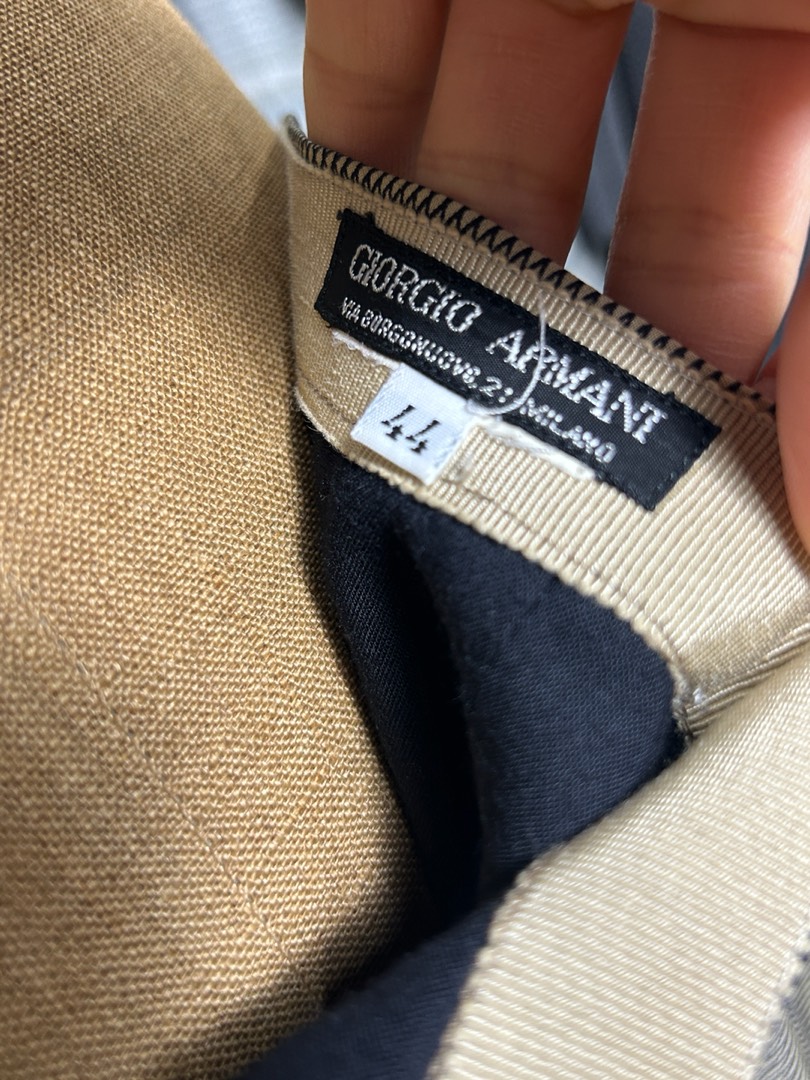 GIORGIO ARMANI
VIA BORGONUOVO, 21 MILANO
44